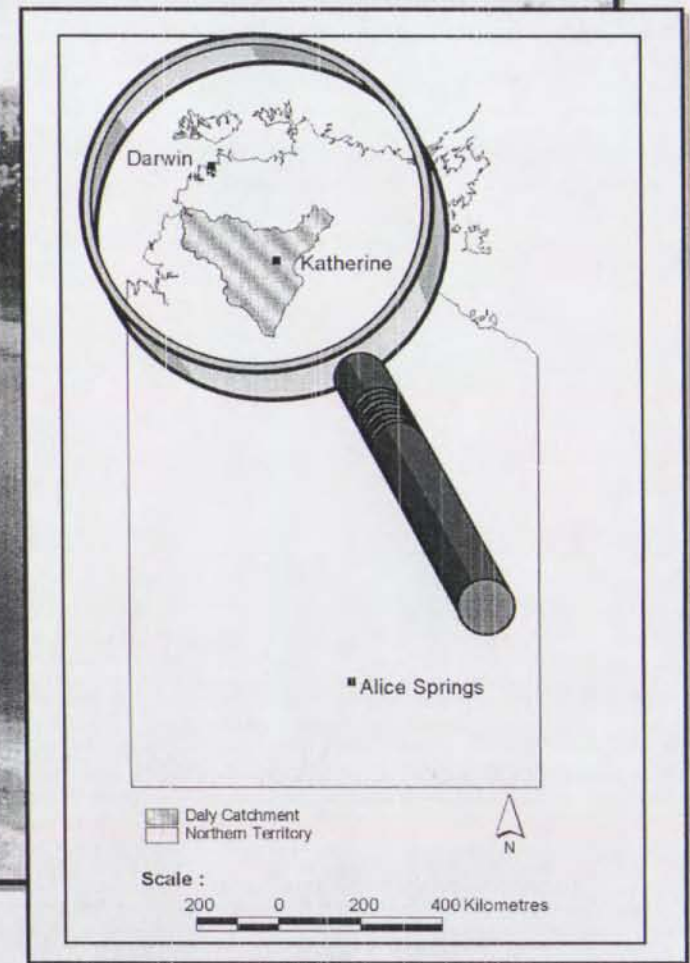 Darwin
Katherine
Alice Springs
Daly Catchment
Northern Territory
N
Scale :
200 0 200 400 Kilometres